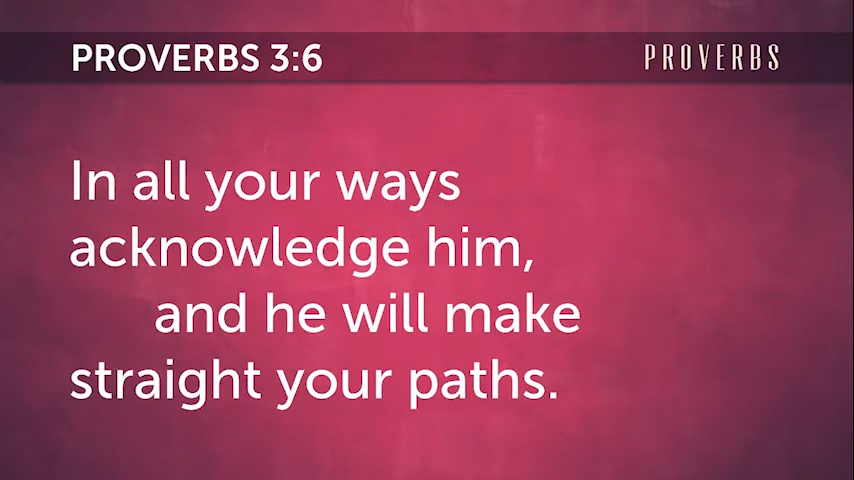 PROVERBS 3:6
PROVERBS
In all your ways
acknowledge him,
and he will make
straight your paths.